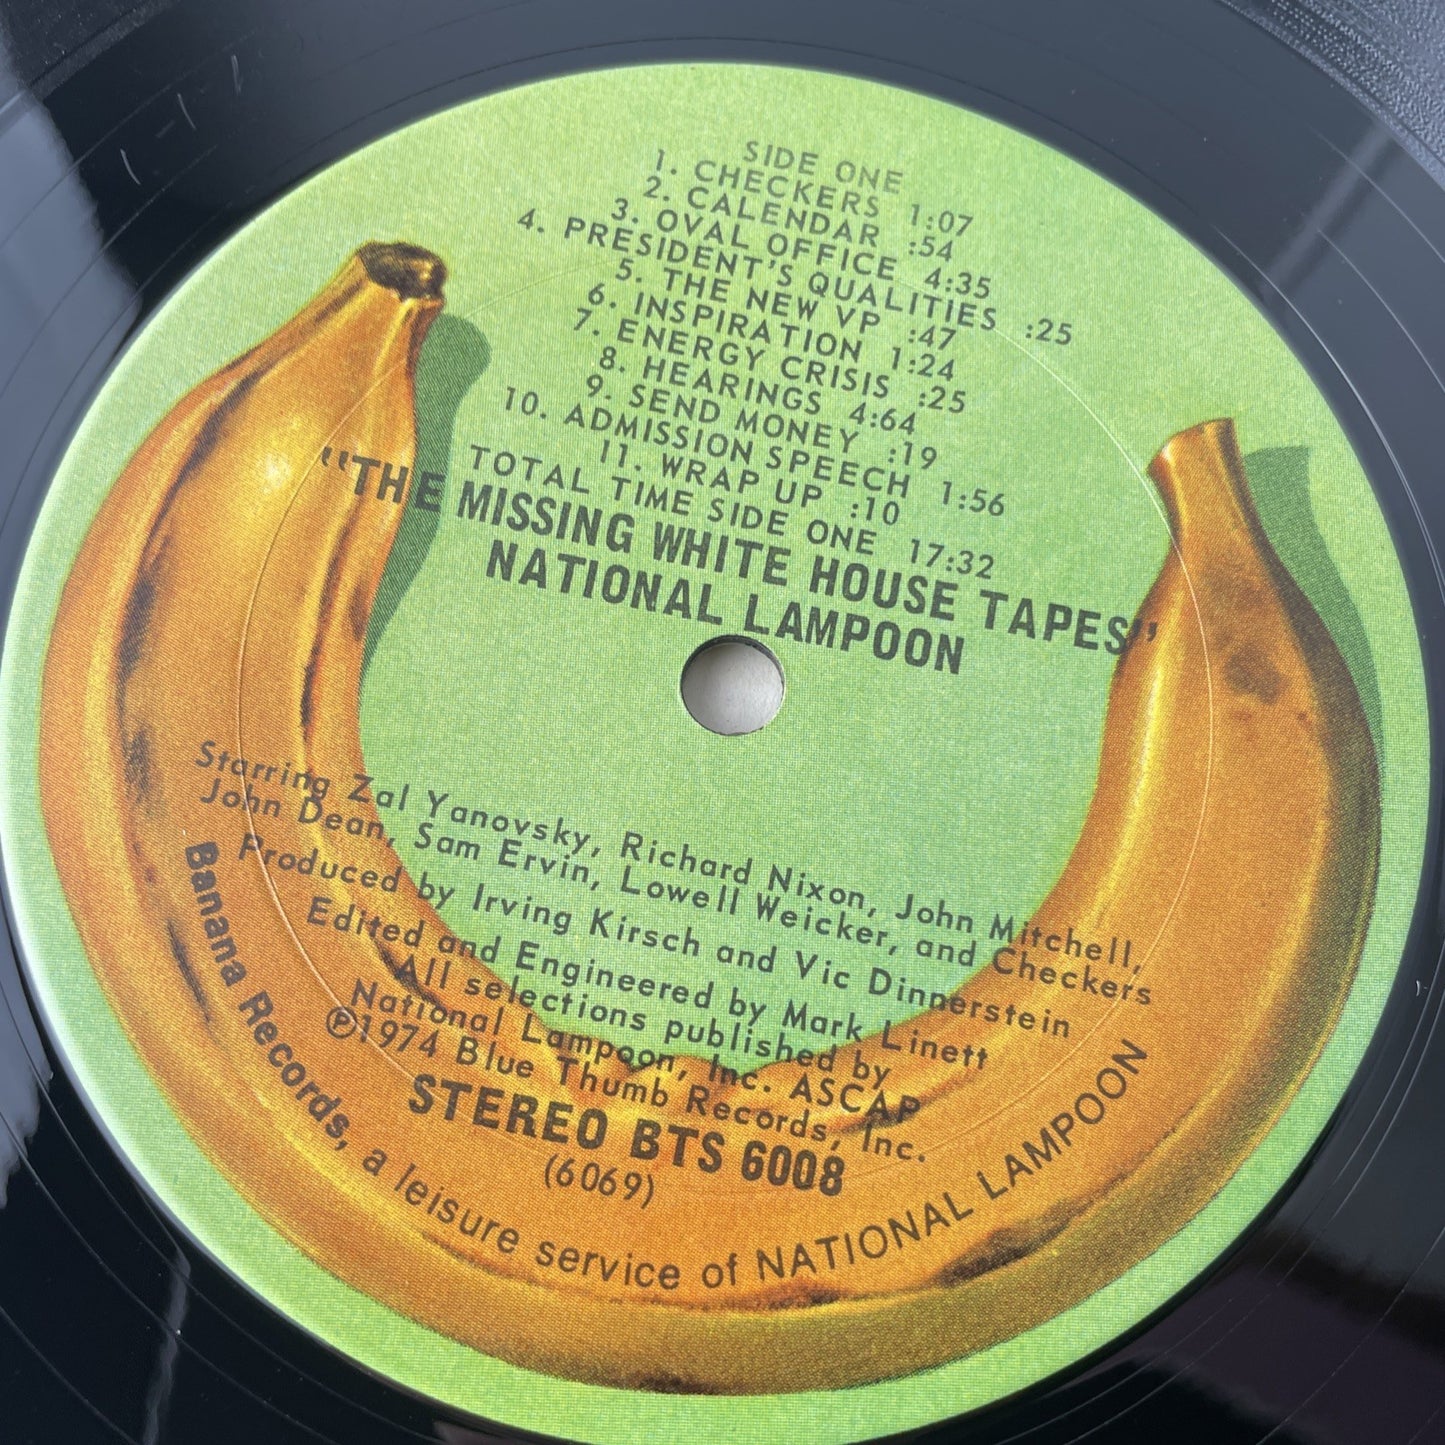 SIDE ONE
1. CHECKERS 1:07
2. CALENDAR :54
3. OVAL OFFICE 4:35
4. PRESIDENT'S QUALITIES :25
5. THE NEW VP :47
6. INSPIRATION 1:24
7. ENERGY CRISIS :25
8. HEARINGS 4:64
9. SEND MONEY :19
10. ADMISSION SPEECH 1:56
11. WRAP UP :10
TOTAL TIME SIDE ONE 17:32
"THE MISSING WHITE HOUSE TAPES"
NATIONAL LAMPOON
Starring Zal Yanovsky, Richard Nixon, John Mitchell,
John Dean, Sam Ervin, Lowell Weicker, and Checkers
Produced by Irving Kirsch and Vic Dinnerstein
Edited and Engineered by Mark Linett
All selections published by
National Lampoon, Inc. ASCAP
℗1974 Blue Thumb Records, Inc.
STEREO BTS 6008
(6069)
Banana Records, a leisure service of NATIONAL LAMPOON